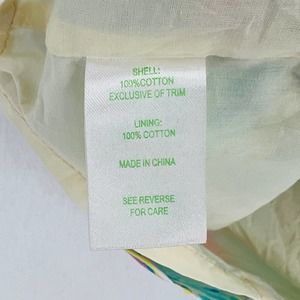 SHELL:
100%COTTON
EXCLUSIVE OF TRIM
LINING:
100% COTTON
MADE IN CHINA
SEE REVERSE
FOR CARE